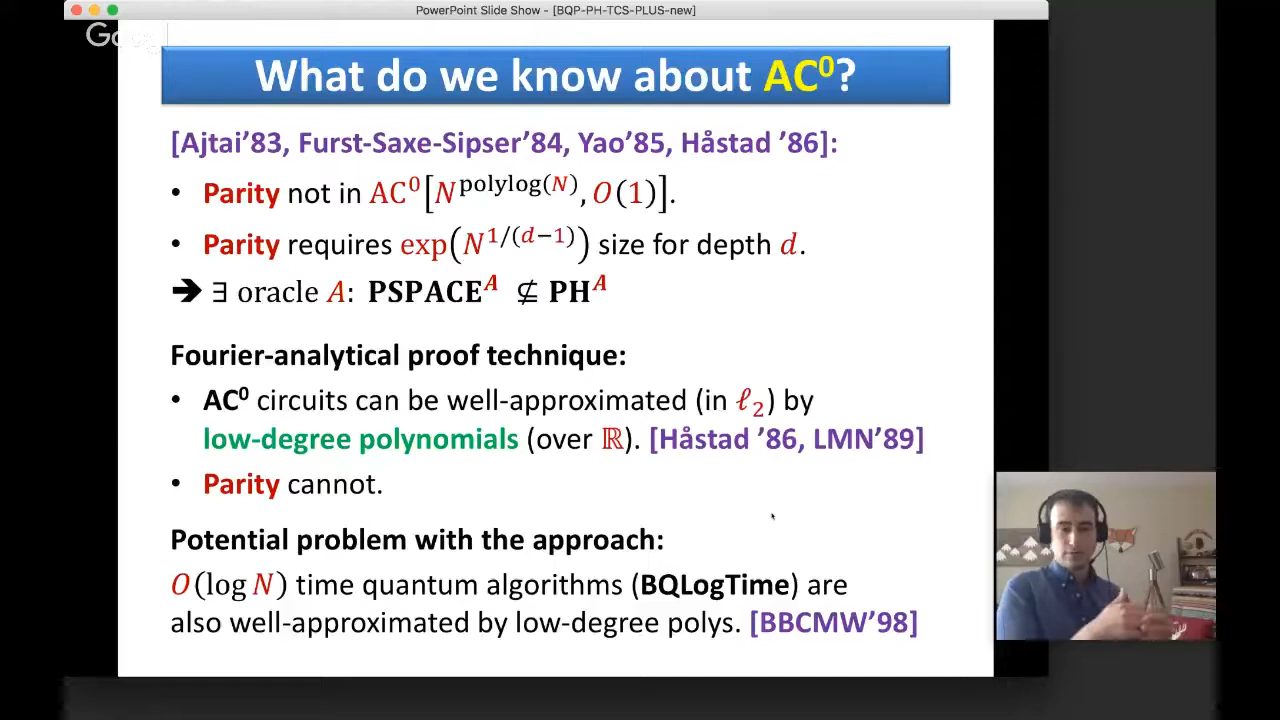 PowerPoint Slide Show - [BQP-PH-TCS-PLUS-new]
What do we know about AC⁰?
[Ajtai’83, Furst-Saxe-Sipser’84, Yao’85, Håstad ’86]:
• Parity not in AC⁰[N^polylog(N), O(1)].
• Parity requires exp(N^1/(d−1)) size for depth d.
➔ ∃ oracle A: PSPACE^A ⊈ PH^A
Fourier-analytical proof technique:
• AC⁰ circuits can be well-approximated (in ℓ₂) by
low-degree polynomials (over ℝ). [Håstad ’86, LMN’89]
• Parity cannot.
Potential problem with the approach:
O(log N) time quantum algorithms (BQLogTime) are
also well-approximated by low-degree polys. [BBCMW’98]